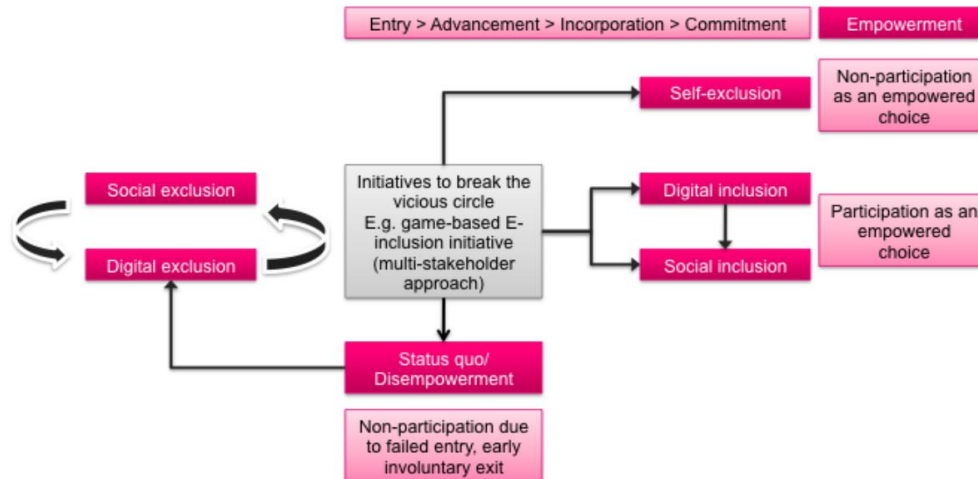 Entry > Advancement > Incorporation > Commitment
Empowerment
Self-exclusion
Non-participation
as an empowered
choice
Social exclusion
Digital exclusion
Initiatives to break the
vicious circle
E.g. game-based E-
inclusion initiative
(multi-stakeholder
approach)
Digital inclusion
Social inclusion
Participation as an
empowered
choice
Status quo/
Disempowerment
Non-participation due
to failed entry, early
involuntary exit